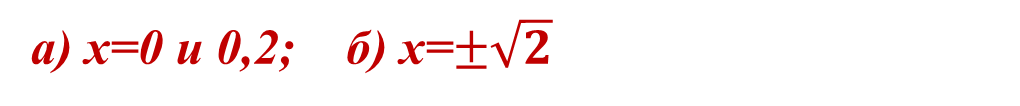 а) x=0 и 0,2; б) x=±√2